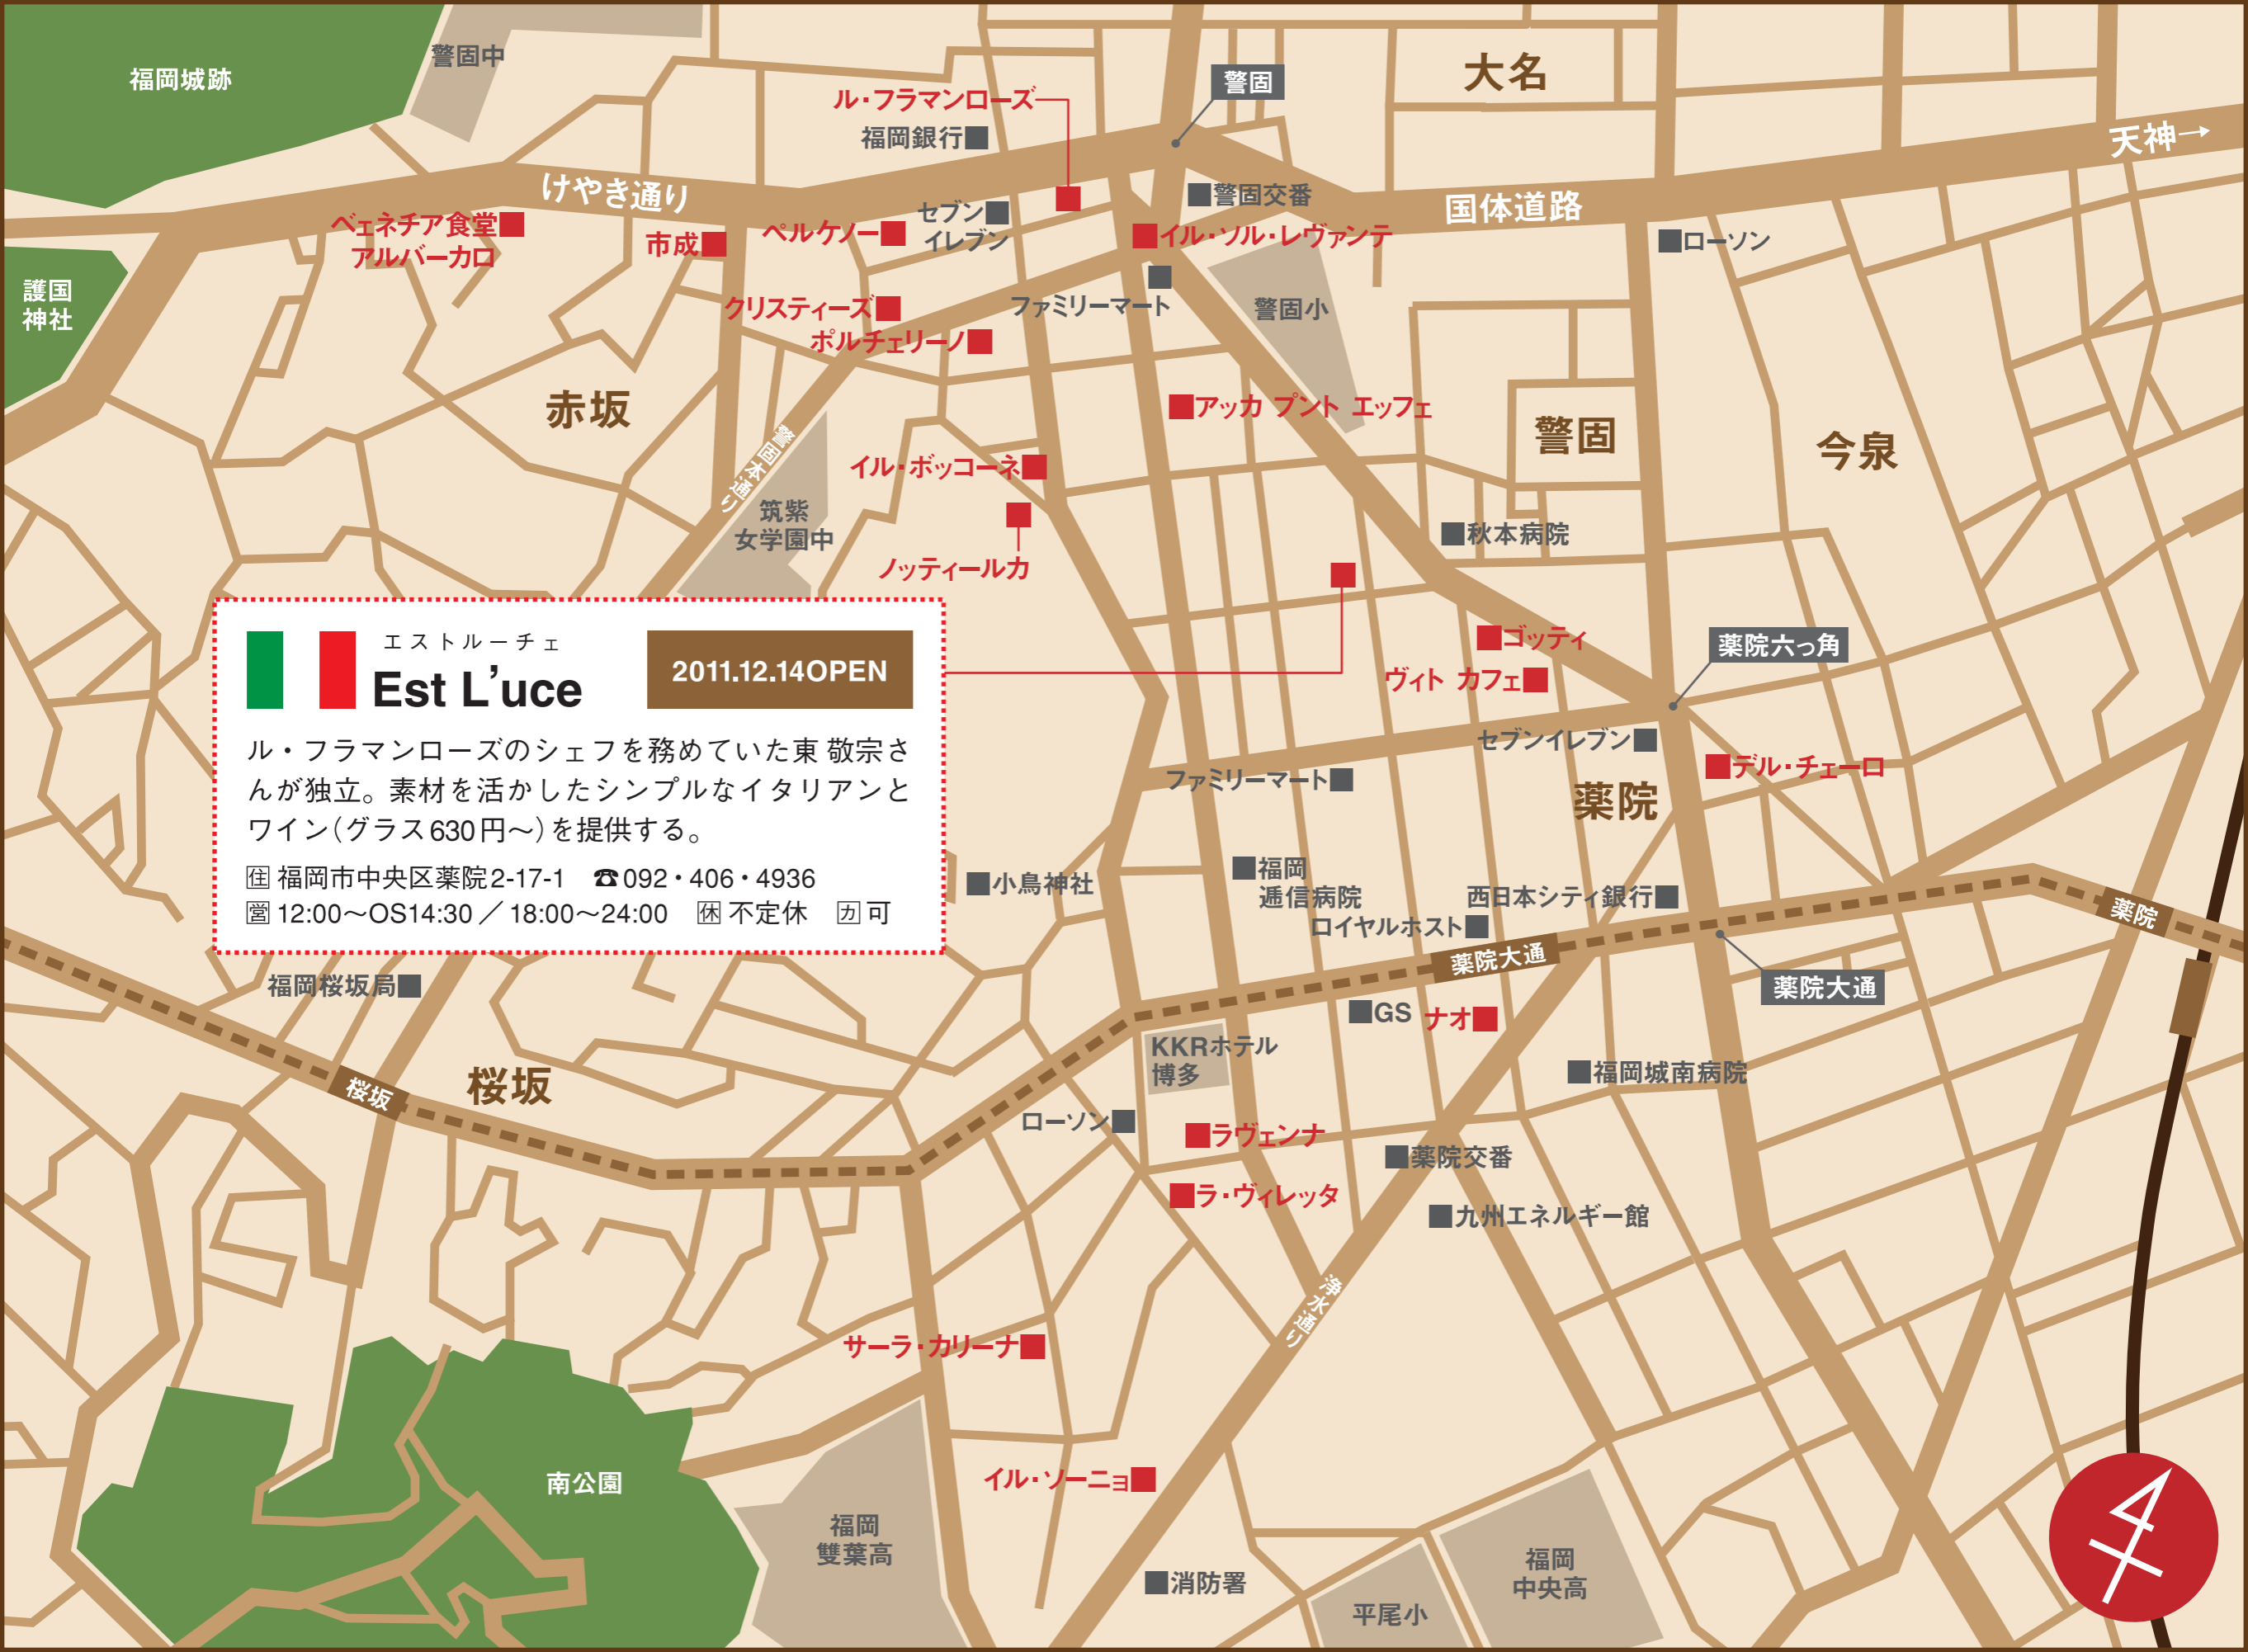 福岡城跡
警固中
大名
警固
ル・フラマンローズ
福岡銀行
天神→
けやき通り
警固交番
国体道路
ベェネチア食堂
アルバーカロ
市成
ペルケノー
セブン
イレブン
イル・ソル・レヴァンテ
ローソン
護国
神社
クリスティーズ
ファミリーマート
警固小
ポルチェリーノ
赤坂
アッカ プント エッフェ
警固
今泉
警固本通り
イル・ボッコーネ
筑紫
女学園中
秋本病院
ノッティールカ
エストルーチェ
Est L’uce
2011.12.14OPEN
ル・フラマンローズのシェフを務めていた東 敬宗さ
んが独立。素材を活かしたシンプルなイタリアンと
ワイン（グラス630円〜）を提供する。
住 福岡市中央区薬院2-17-1 ☎092・406・4936
営 12:00〜OS14:30／18:00〜24:00 休 不定休 カ 可
ゴッティ
薬院六っ角
ヴィト カフェ
セブンイレブン
デル・チェーロ
ファミリーマート
薬院
小鳥神社
福岡
逓信病院
西日本シティ銀行
ロイヤルホスト
薬院
薬院大通
薬院大通
福岡桜坂局
GS
ナオ
KKRホテル
博多
桜坂
桜坂
福岡城南病院
ローソン
ラヴェンナ
薬院交番
ラ・ヴィレッタ
九州エネルギー館
浄水通り
サーラ・カリーナ
南公園
イル・ソーニョ
福岡
雙葉高
消防署
福岡
中央高
平尾小